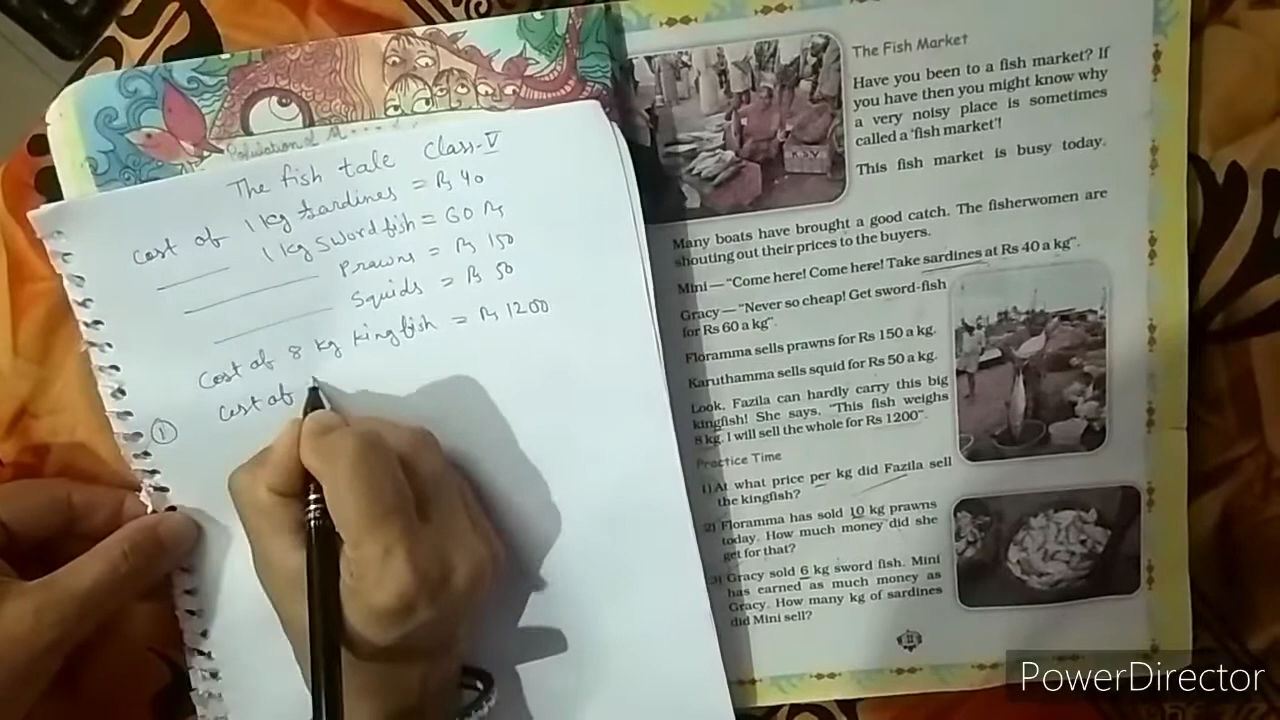 Population of M
The fish tale Class-V
Cost of 1 kg Sardines = Rs 40
1 kg Sword fish = 60 Rs
Prawns = Rs 150
Squids = Rs 50
Cost of 8 kg king fish = Rs 1200
① Cost of
The Fish Market
Have you been to a fish market? If
you have then you might know why
a very noisy place is sometimes
called a 'fish market'!
This fish market is busy today.
Many boats have brought a good catch. The fisherwomen are
shouting out their prices to the buyers.
Mini — "Come here! Come here! Take sardines at Rs 40 a kg".
Gracy — "Never so cheap! Get sword-fish
for Rs 60 a kg".
Floramma sells prawns for Rs 150 a kg.
Karuthamma sells squid for Rs 50 a kg.
Look, Fazila can hardly carry this big
kingfish! She says, "This fish weighs
8 kg. I will sell the whole for Rs 1200".
Practice Time
1) At what price per kg did Fazila sell
the kingfish?
2) Floramma has sold 10 kg prawns
today. How much money did she
get for that?
3) Gracy sold 6 kg sword fish. Mini
has earned as much money as
Gracy. How many kg of sardines
did Mini sell?
PowerDirector